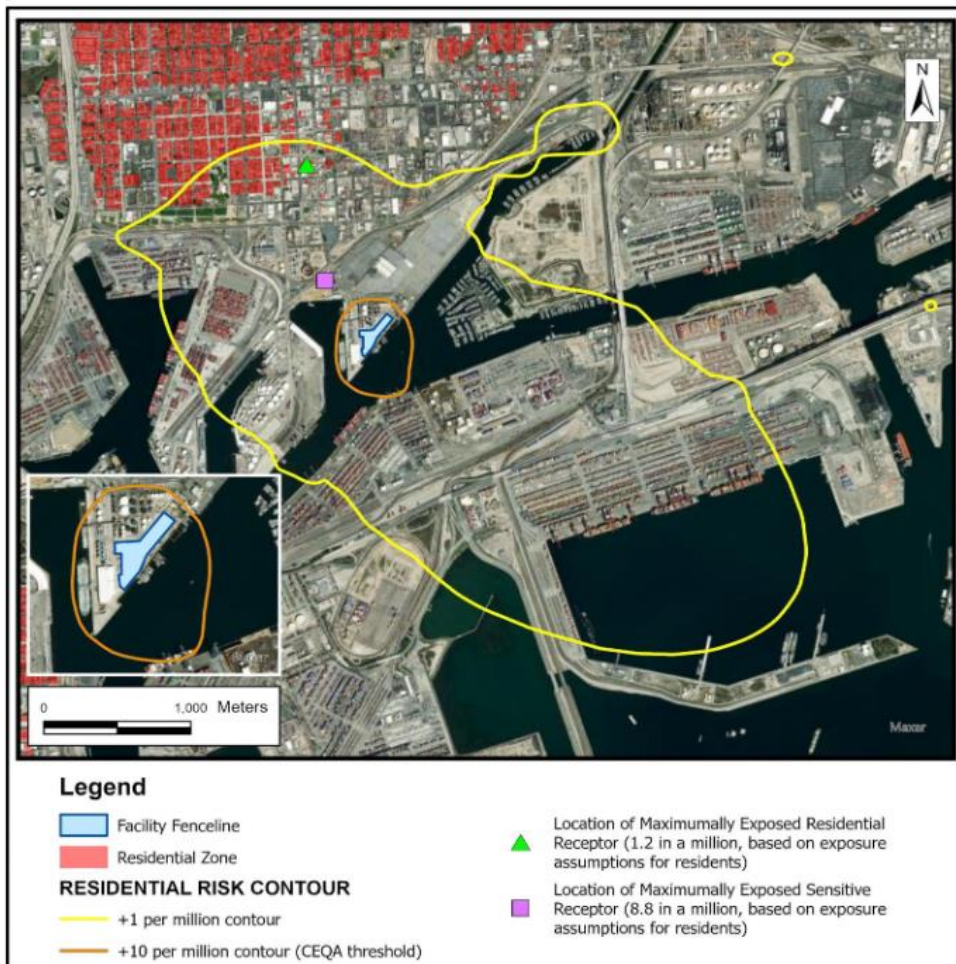 N
0 1,000 Meters
Maxar
Legend
Facility Fenceline
Residential Zone
RESIDENTIAL RISK CONTOUR
+1 per million contour
+10 per million contour (CEQA threshold)
Location of Maximumally Exposed Residential
Receptor (1.2 in a million, based on exposure
assumptions for residents)
Location of Maximumally Exposed Sensitive
Receptor (8.8 in a million, based on exposure
assumptions for residents)